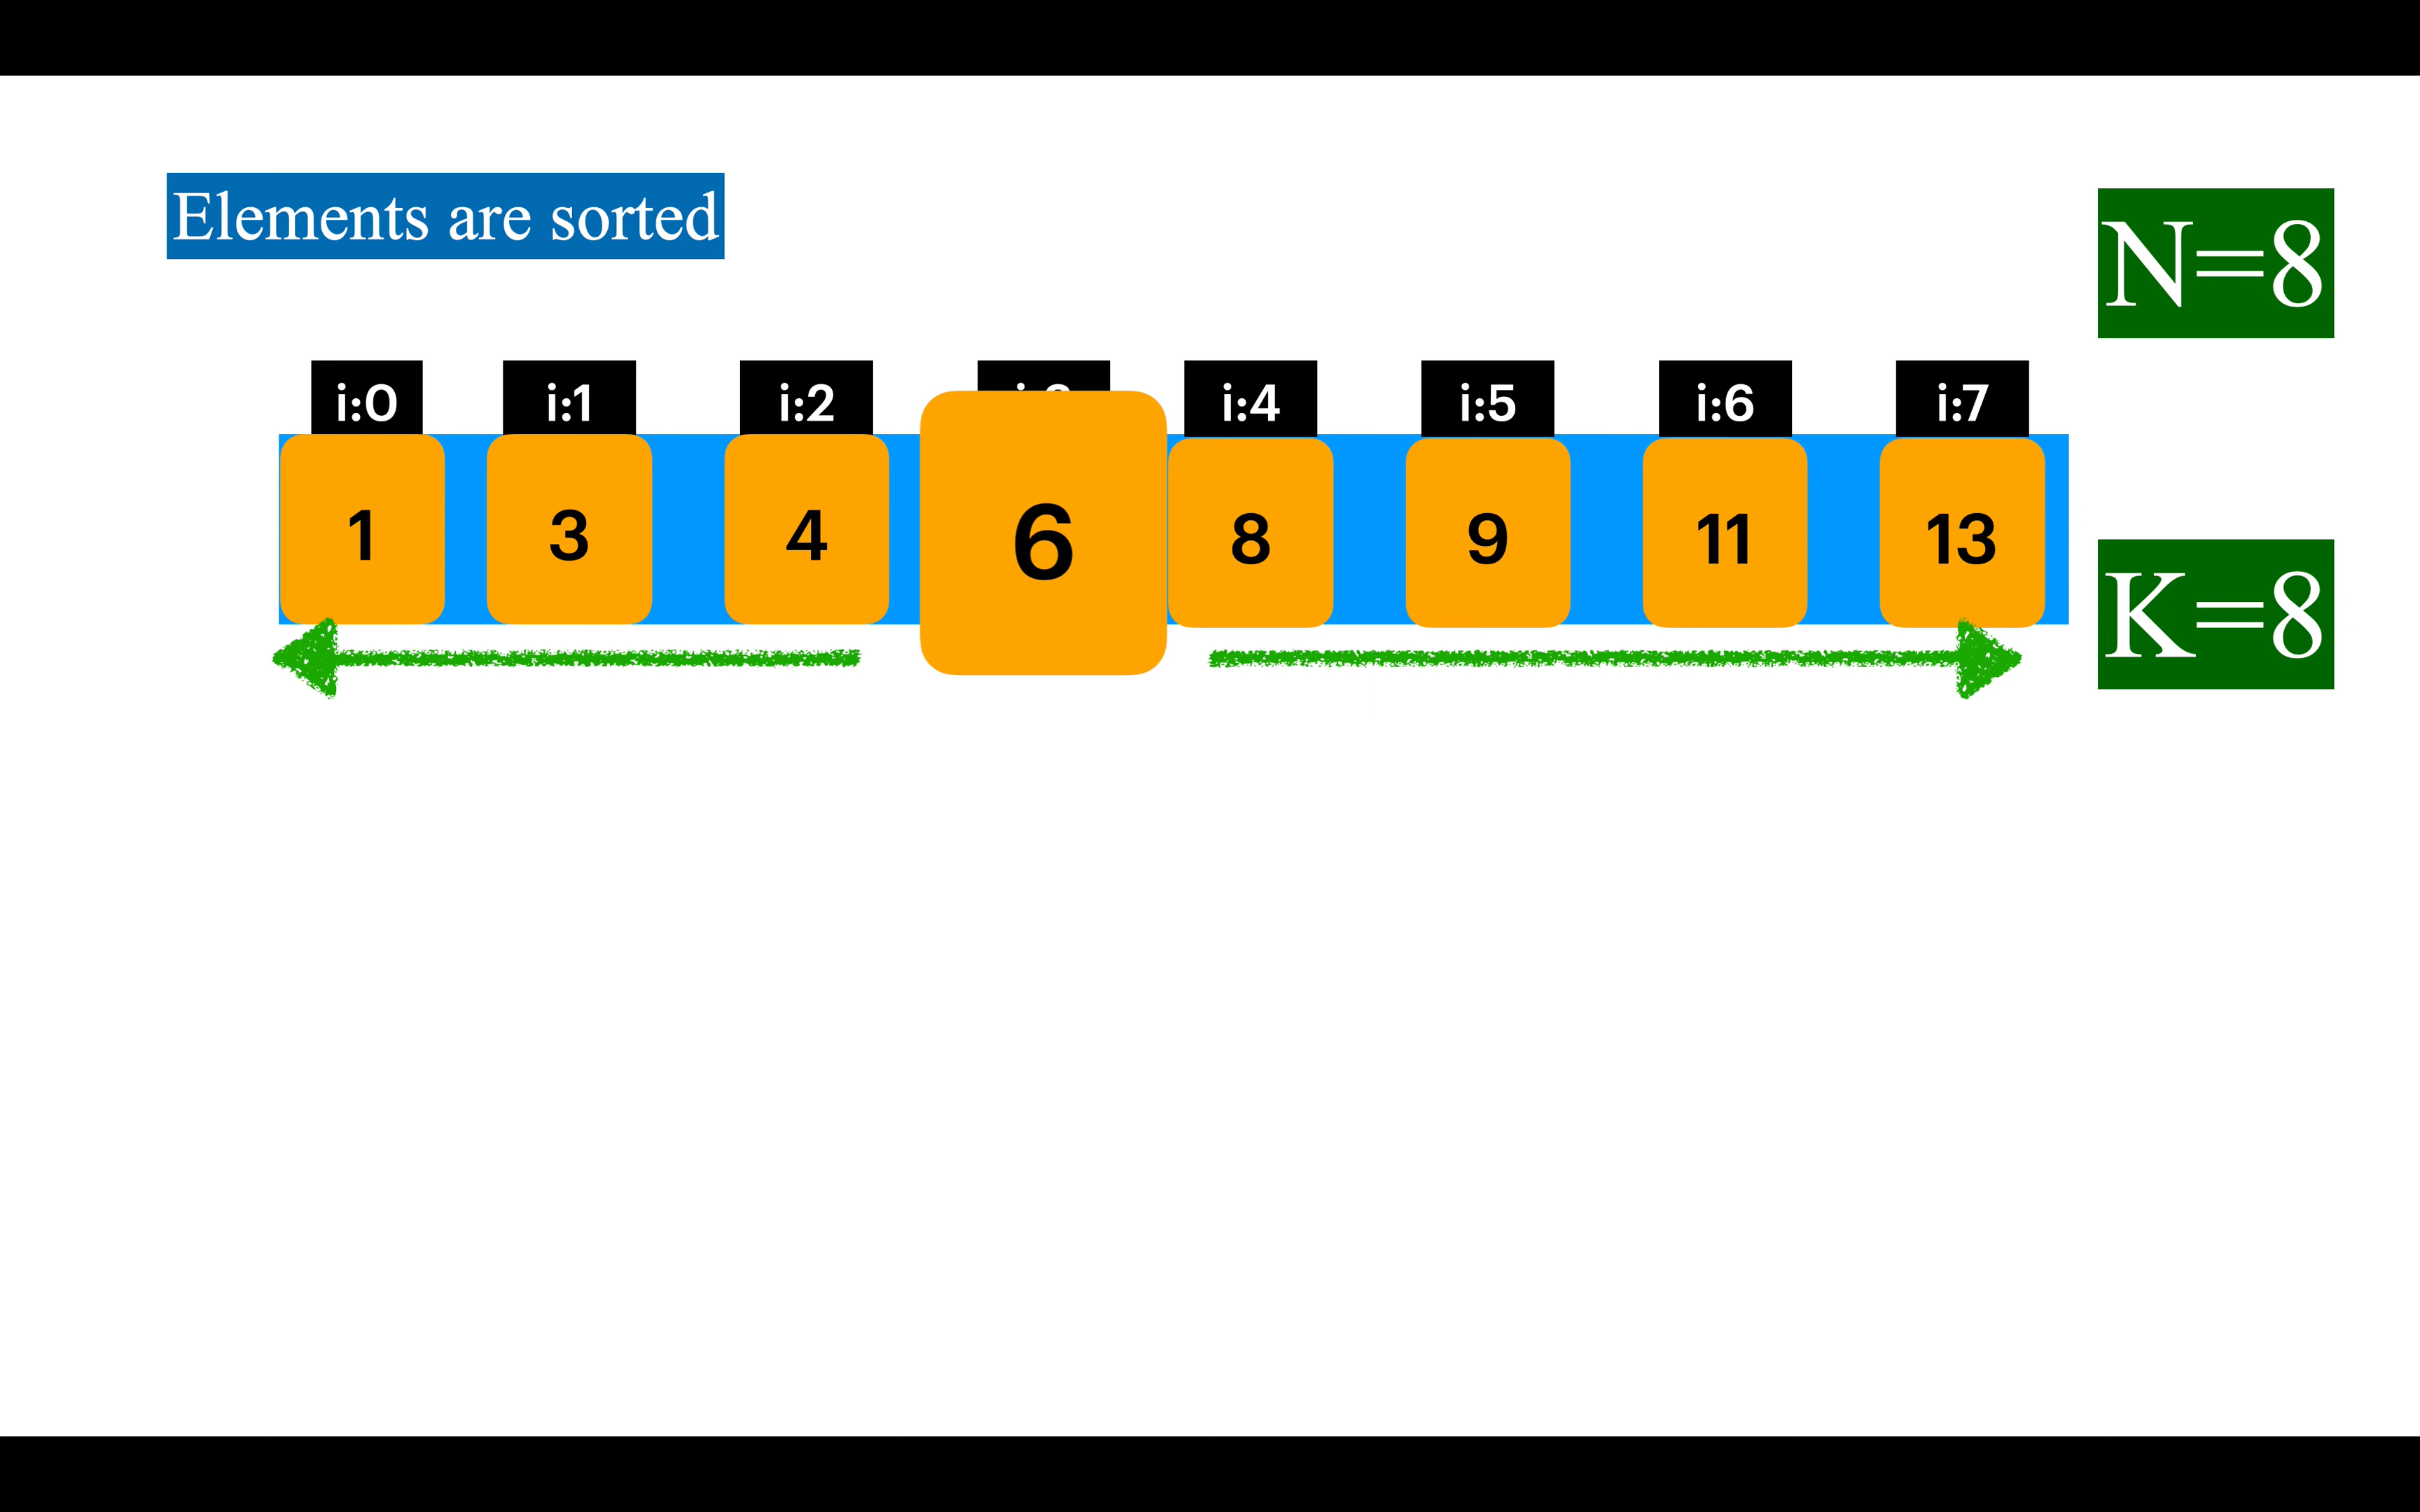 Elements are sorted
N=8
i:0 i:1 i:2 i:4 i:5 i:6 i:7
1 3 4 6 8 9 11 13
K=8